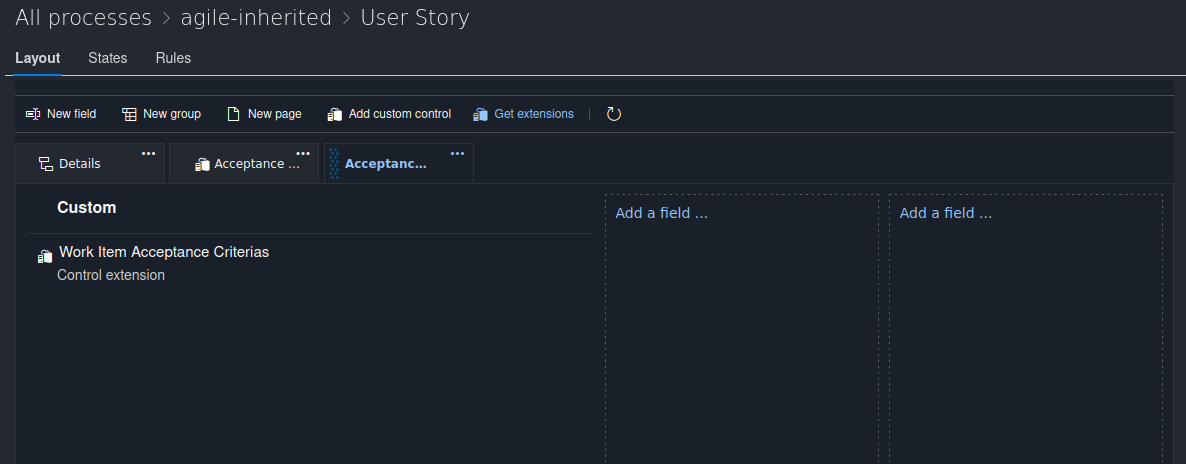 All processes > agile-inherited > User Story
Layout States Rules
New field New group New page Add custom control Get extensions
Details ... Acceptance ... ... Acceptanc... ...
Custom Add a field ... Add a field ...
Work Item Acceptance Criterias
Control extension